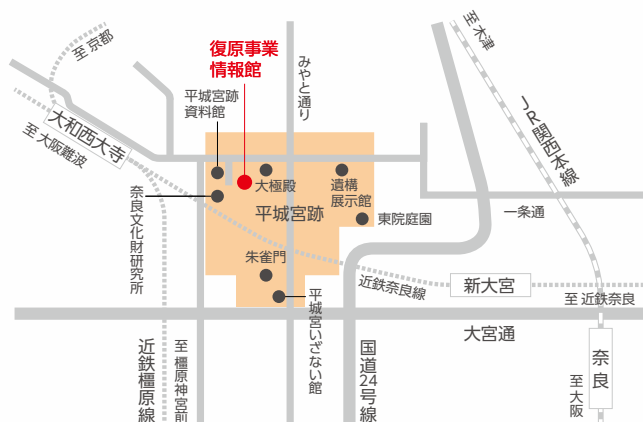 至京都
復原事業
情報館
みやと通り
至木津
平城宮跡
資料館
大和西大寺
至大阪難波
JR関西本線
大極殿
遺構
展示館
奈良文化財研究所
平城宮跡
東院庭園
一条通
朱雀門
近鉄奈良線
新大宮
至近鉄奈良
平城宮いざない館
大宮通
近鉄橿原線
至橿原神宮前
国道24号線
奈良
至大阪